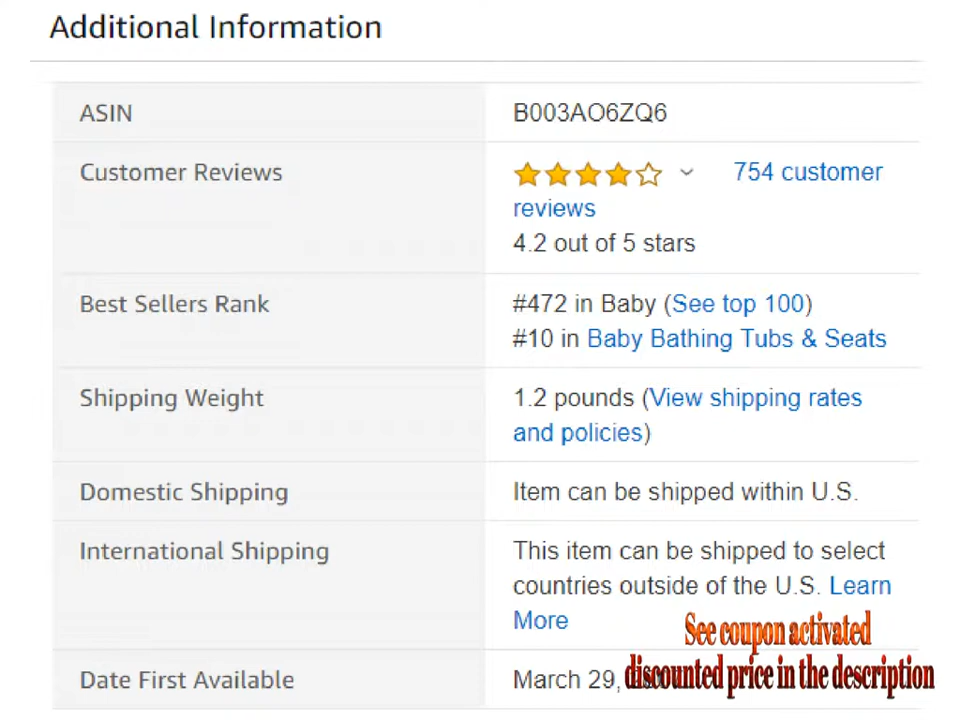 Additional Information
ASIN B003AO6ZQ6
Customer Reviews 754 customer
reviews
4.2 out of 5 stars
Best Sellers Rank #472 in Baby (See top 100)
#10 in Baby Bathing Tubs & Seats
Shipping Weight 1.2 pounds (View shipping rates
and policies)
Domestic Shipping Item can be shipped within U.S.
International Shipping This item can be shipped to select
countries outside of the U.S. Learn
More
See coupon activated
discounted price in the description
Date First Available March 29,